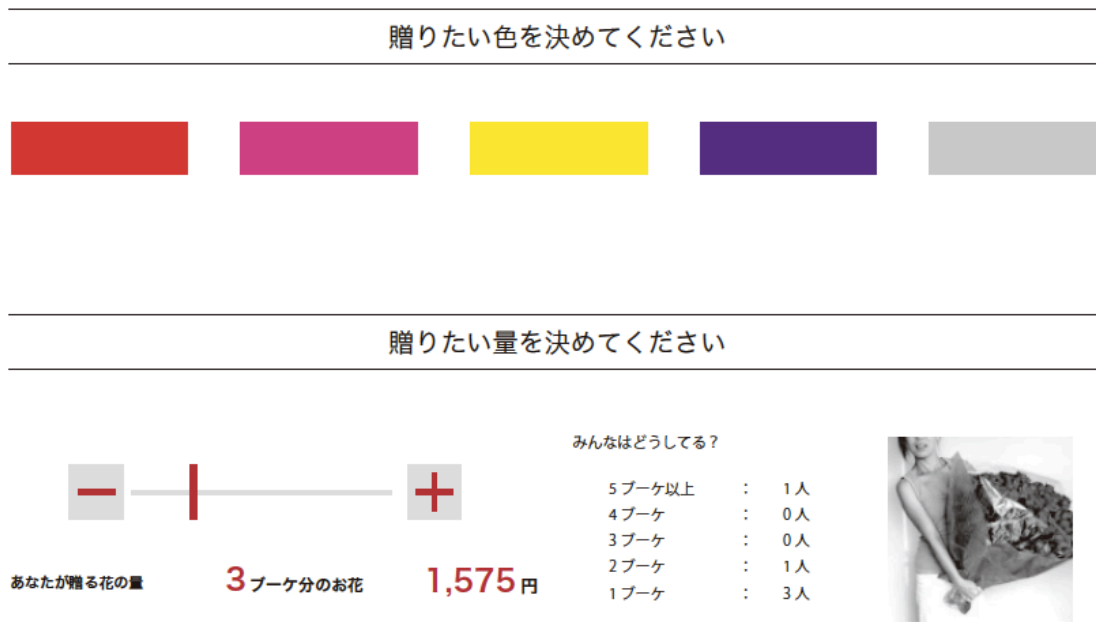 贈りたい色を決めてください
贈りたい量を決めてください
みんなはどうしてる？
5 ブーケ以上 : 1 人
4 ブーケ : 0 人
3 ブーケ : 0 人
2 ブーケ : 1 人
1 ブーケ : 3 人
あなたが贈る花の量 3 ブーケ分のお花 1,575 円